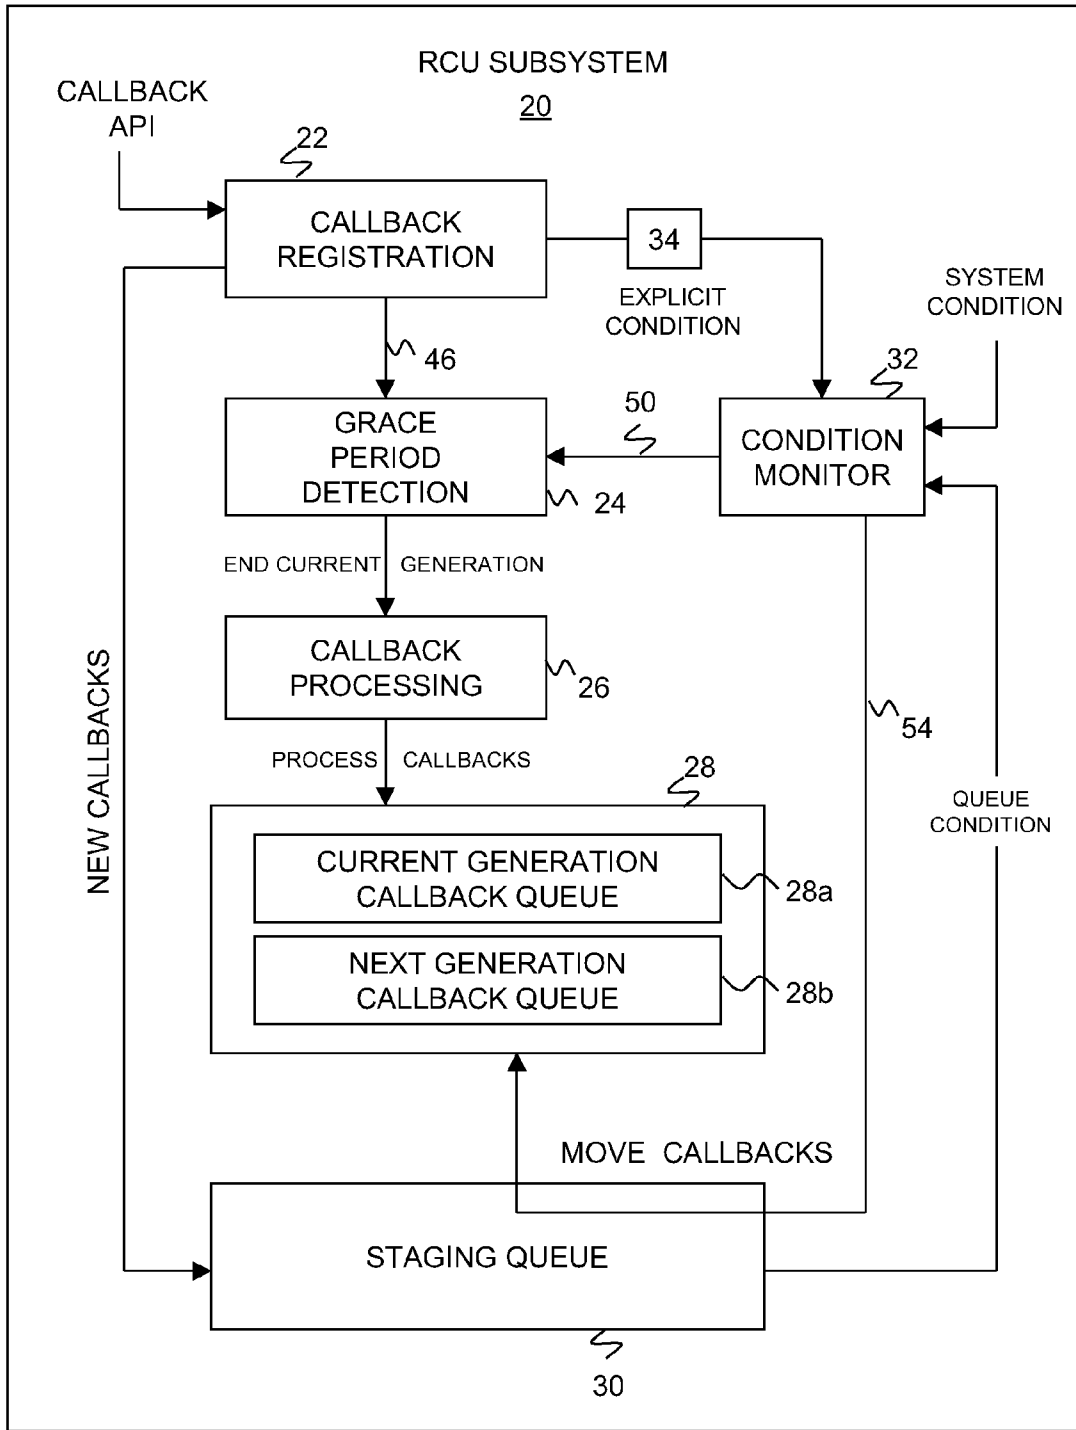 RCU SUBSYSTEM
20
CALLBACK
API
22
CALLBACK
REGISTRATION
34
EXPLICIT
CONDITION
SYSTEM
CONDITION
46
32
50
GRACE
PERIOD
DETECTION
CONDITION
MONITOR
24
END CURRENT GENERATION
CALLBACK
PROCESSING
26
54
NEW CALLBACKS
PROCESS CALLBACKS
28
QUEUE
CONDITION
CURRENT GENERATION
CALLBACK QUEUE
28a
NEXT GENERATION
CALLBACK QUEUE
28b
MOVE CALLBACKS
STAGING QUEUE
30